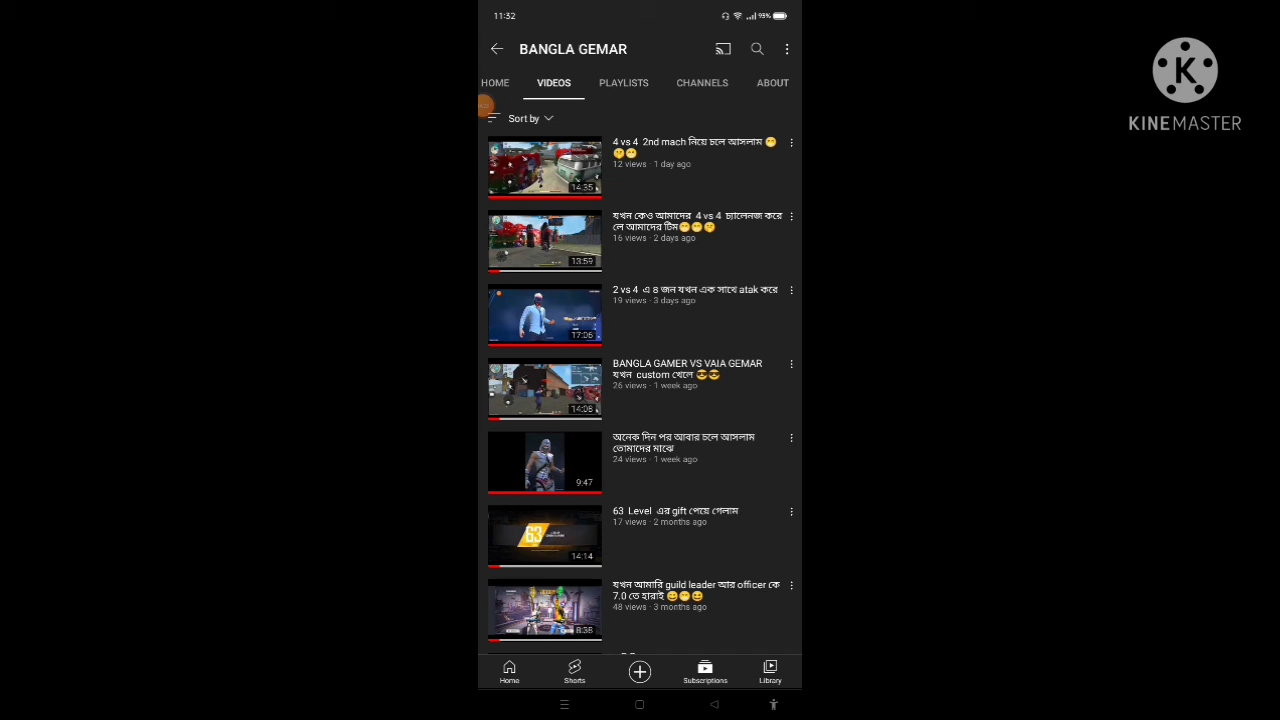 11:32
93%
BANGLA GEMAR
HOME VIDEOS PLAYLISTS CHANNELS ABOUT
Sort by
4 vs 4 2nd mach নিয়ে চলে আসলাম 🤭
🤫🤭
12 views · 1 day ago
14:35
যখন কেও আমাদের 4 vs 4 চ্যালেনজ করে
লে আমাদের টিম🤭🤭🤫
16 views · 2 days ago
13:59
2 vs 4 এ ৪ জন যখন এক সাথে atak করে
19 views · 3 days ago
17:06
BANGLA GAMER VS VAIA GEMAR
যখন custom খেলে 😎😎
26 views · 1 week ago
14:08
অনেক দিন পর আবার চলে আসলাম
তোমাদের মাঝে
24 views · 1 week ago
9:47
63 Level এর gift পেয়ে গেলাম
17 views · 2 months ago
63
14:14
যখন আমারি guild leader আর officer কে
7.0 তে হারাই 😄😁😆
48 views · 3 months ago
8:38
Home Shorts Subscriptions Library
K
KINEMASTER